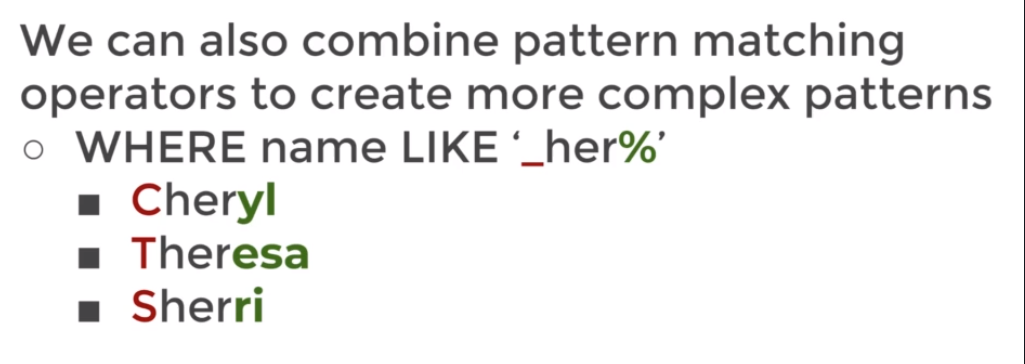 We can also combine pattern matching
operators to create more complex patterns
○ WHERE name LIKE ‘_her%’
■ Cheryl
■ Theresa
■ Sherri